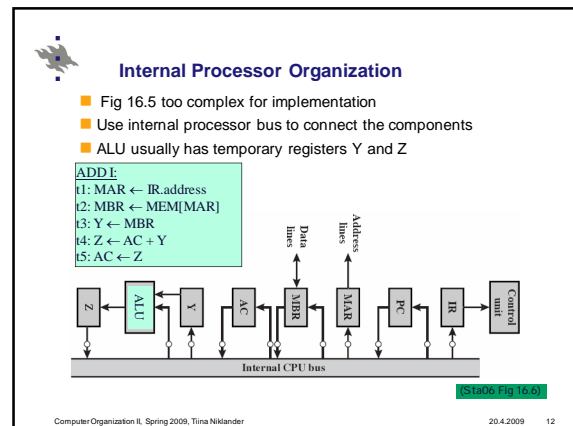 Internal Processor Organization
Fig 16.5 too complex for implementation
Use internal processor bus to connect the components
ALU usually has temporary registers Y and Z
ADD I:
t1: MAR ← IR.address
t2: MBR ← MEM[MAR]
t3: Y ← MBR
t4: Z ← AC + Y
t5: AC ← Z
Data
lines
Address
lines
Z
ALU
Y
AC
MBR
MAR
PC
IR
Control
unit
Internal CPU bus
(Sta06 Fig 16.6)
Computer Organization II, Spring 2009, Tiina Niklander
20.4.2009
12